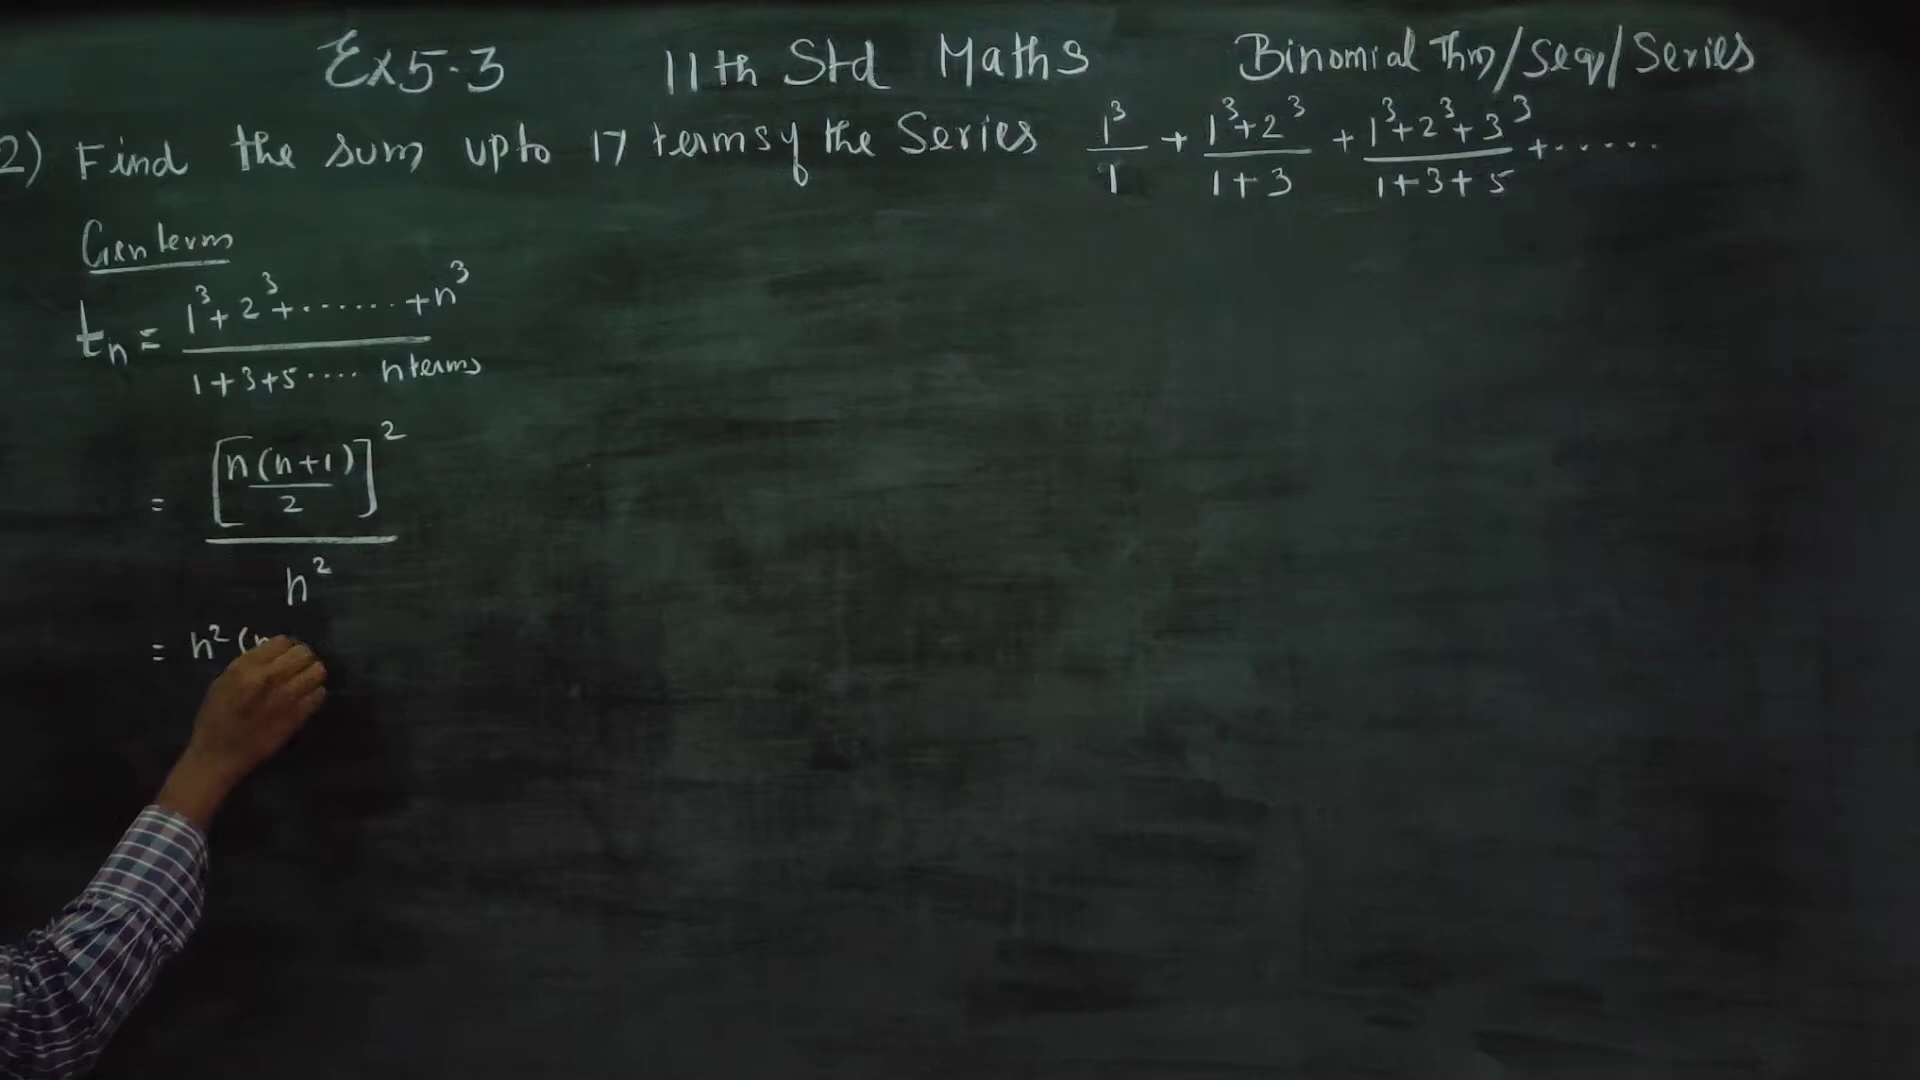 Ex 5.3 11th Std Maths Binomial Thm/Seq/Series
2) Find the sum upto 17 terms of the Series 1³/1 + (1³+2³)/(1+3) + (1³+2³+3³)/(1+3+5) + ......
Gen term
tₙ = (1³+2³+.......+n³)/(1+3+5.... n terms)
= [n(n+1)/2]²/n²
= n² (n